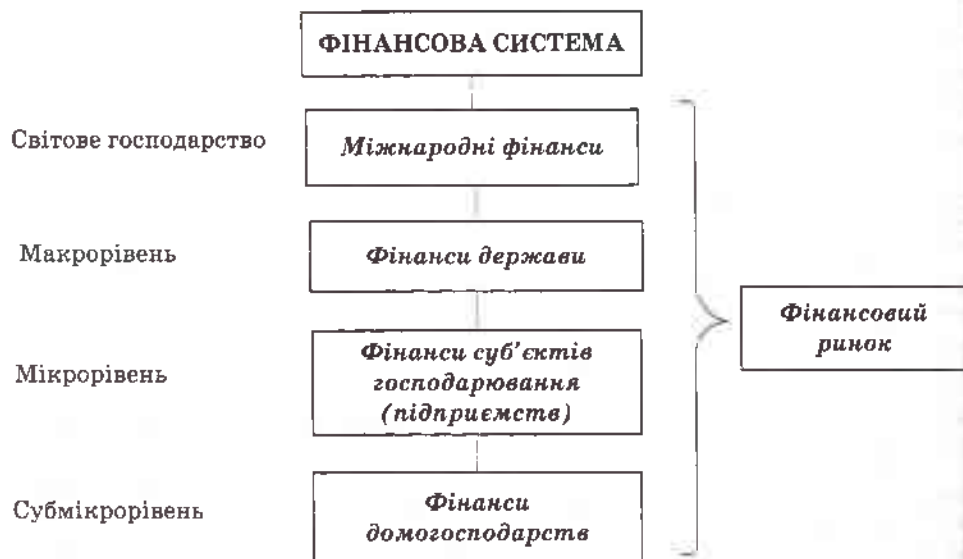 ФІНАНСОВА СИСТЕМА
Світове господарство
Міжнародні фінанси
Макрорівень
Фінанси держави
Фінансовий
ринок
Мікрорівень
Фінанси суб’єктів
господарювання
(підприємств)
Субмікрорівень
Фінанси
домогосподарств